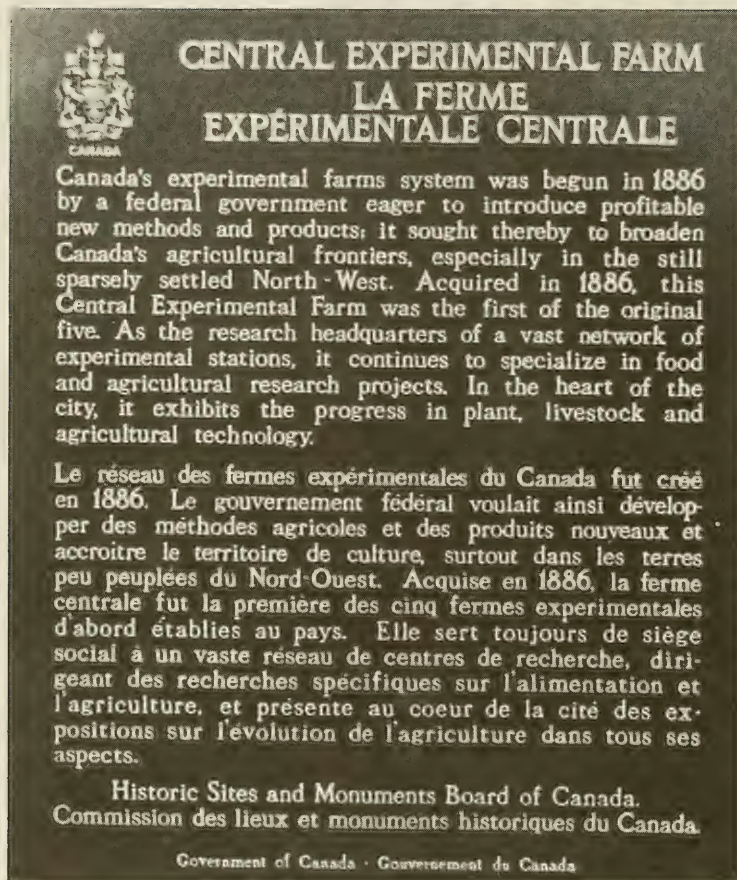 CENTRAL EXPERIMENTAL FARM
LA FERME
EXPÉRIMENTALE CENTRALE
CANADA
Canada's experimental farms system was begun in 1886
by a federal government eager to introduce profitable
new methods and products; it sought thereby to broaden
Canada's agricultural frontiers, especially in the still
sparsely settled North-West. Acquired in 1886, this
Central Experimental Farm was the first of the original
five. As the research headquarters of a vast network of
experimental stations, it continues to specialize in food
and agricultural research projects. In the heart of the
city, it exhibits the progress in plant, livestock and
agricultural technology.
Le réseau des fermes expérimentales du Canada fut créé
en 1886. Le gouvernement fédéral voulait ainsi dévelop-
per des méthodes agricoles et des produits nouveaux et
accroitre le territoire de culture, surtout dans les terres
peu peuplées du Nord-Ouest. Acquise en 1886, la ferme
centrale fut la première des cinq fermes experimentales
d'abord établies au pays. Elle sert toujours de siège
social à un vaste réseau de centres de recherche, diri-
geant des recherches spécifiques sur l'alimentation et
l'agriculture, et présente au coeur de la cité des ex-
positions sur l'évolution de l'agriculture dans tous ses
aspects.
Historic Sites and Monuments Board of Canada.
Commission des lieux et monuments historiques du Canada.
Government of Canada · Gouvernement du Canada